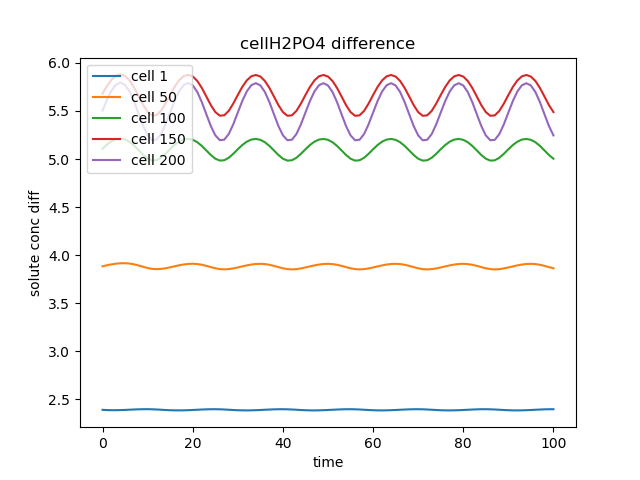 cellH2PO4 difference
6.0
5.5
5.0
4.5
4.0
3.5
3.0
2.5
solute conc diff
cell 1
cell 50
cell 100
cell 150
cell 200
0 20 40 60 80 100
time